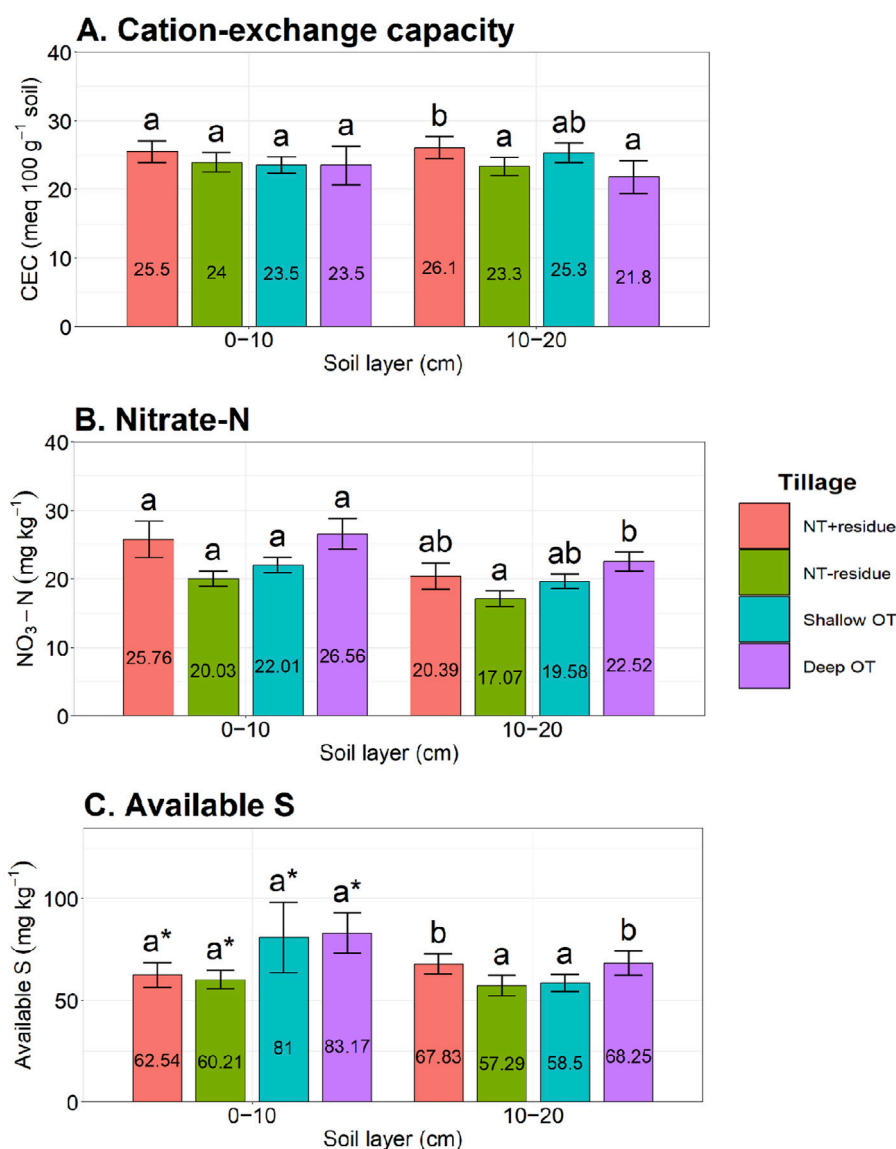 A. Cation-exchange capacity
CEC (meq 100 g⁻¹ soil)
40
30
20
10
0
a a a a b a ab a
25.5 24 23.5 23.5 26.1 23.3 25.3 21.8
0−10 10−20
Soil layer (cm)
B. Nitrate-N
NO₃−N (mg kg⁻¹)
40
30
20
10
0
a a a a ab a ab b
25.76 20.03 22.01 26.56 20.39 17.07 19.58 22.52
0−10 10−20
Soil layer (cm)
Tillage
NT+residue
NT-residue
Shallow OT
Deep OT
C. Available S
Available S (mg kg⁻¹)
100
50
0
a* a* a* a* b a a b
62.54 60.21 81 83.17 67.83 57.29 58.5 68.25
0−10 10−20
Soil layer (cm)